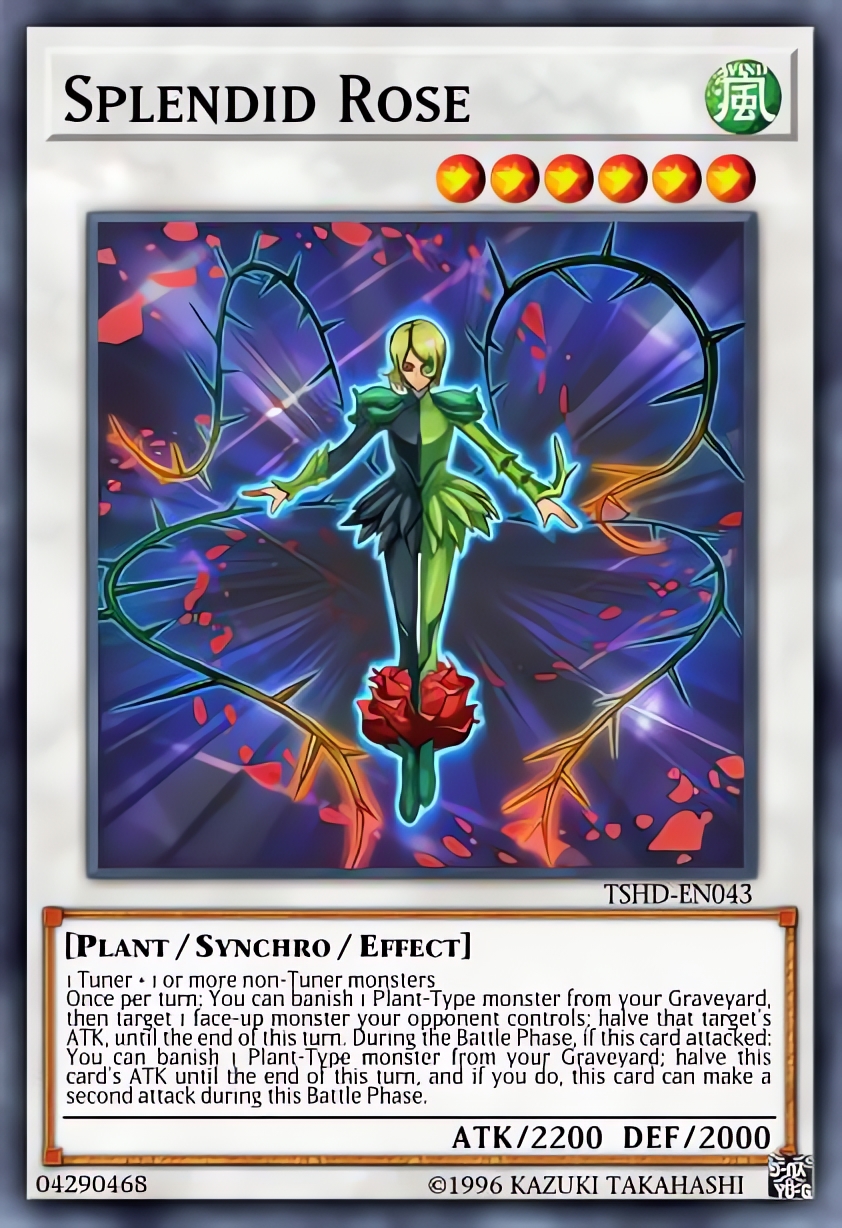 SPLENDID ROSE
風
TSHD-EN043
[PLANT / SYNCHRO / EFFECT]
1 Tuner + 1 or more non-Tuner monsters
Once per turn: You can banish 1 Plant-Type monster from your Graveyard,
then target 1 face-up monster your opponent controls; halve that target's
ATK, until the end of this turn. During the Battle Phase, if this card attacked:
You can banish 1 Plant-Type monster from your Graveyard; halve this
card's ATK until the end of this turn, and if you do, this card can make a
second attack during this Battle Phase.
ATK/2200 DEF/2000
04290468
©1996 KAZUKI TAKAHASHI